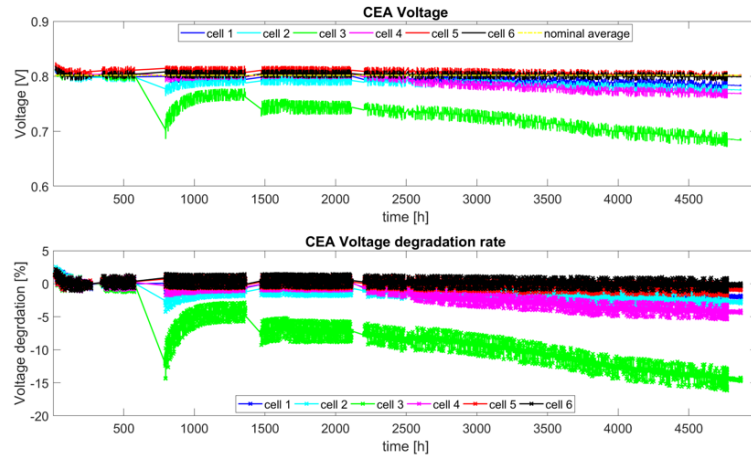 CEA Voltage
0.9
cell 1 cell 2 cell 3 cell 4 cell 5 cell 6 nominal average
0.8
Voltage [V]
0.7
0.6
500 1000 1500 2000 2500 3000 3500 4000 4500
time [h]
CEA Voltage degradation rate
5
0
-5
Voltage degrdation [%]
-10
-15
cell 1 cell 2 cell 3 cell 4 cell 5 cell 6
-20
500 1000 1500 2000 2500 3000 3500 4000 4500
time [h]